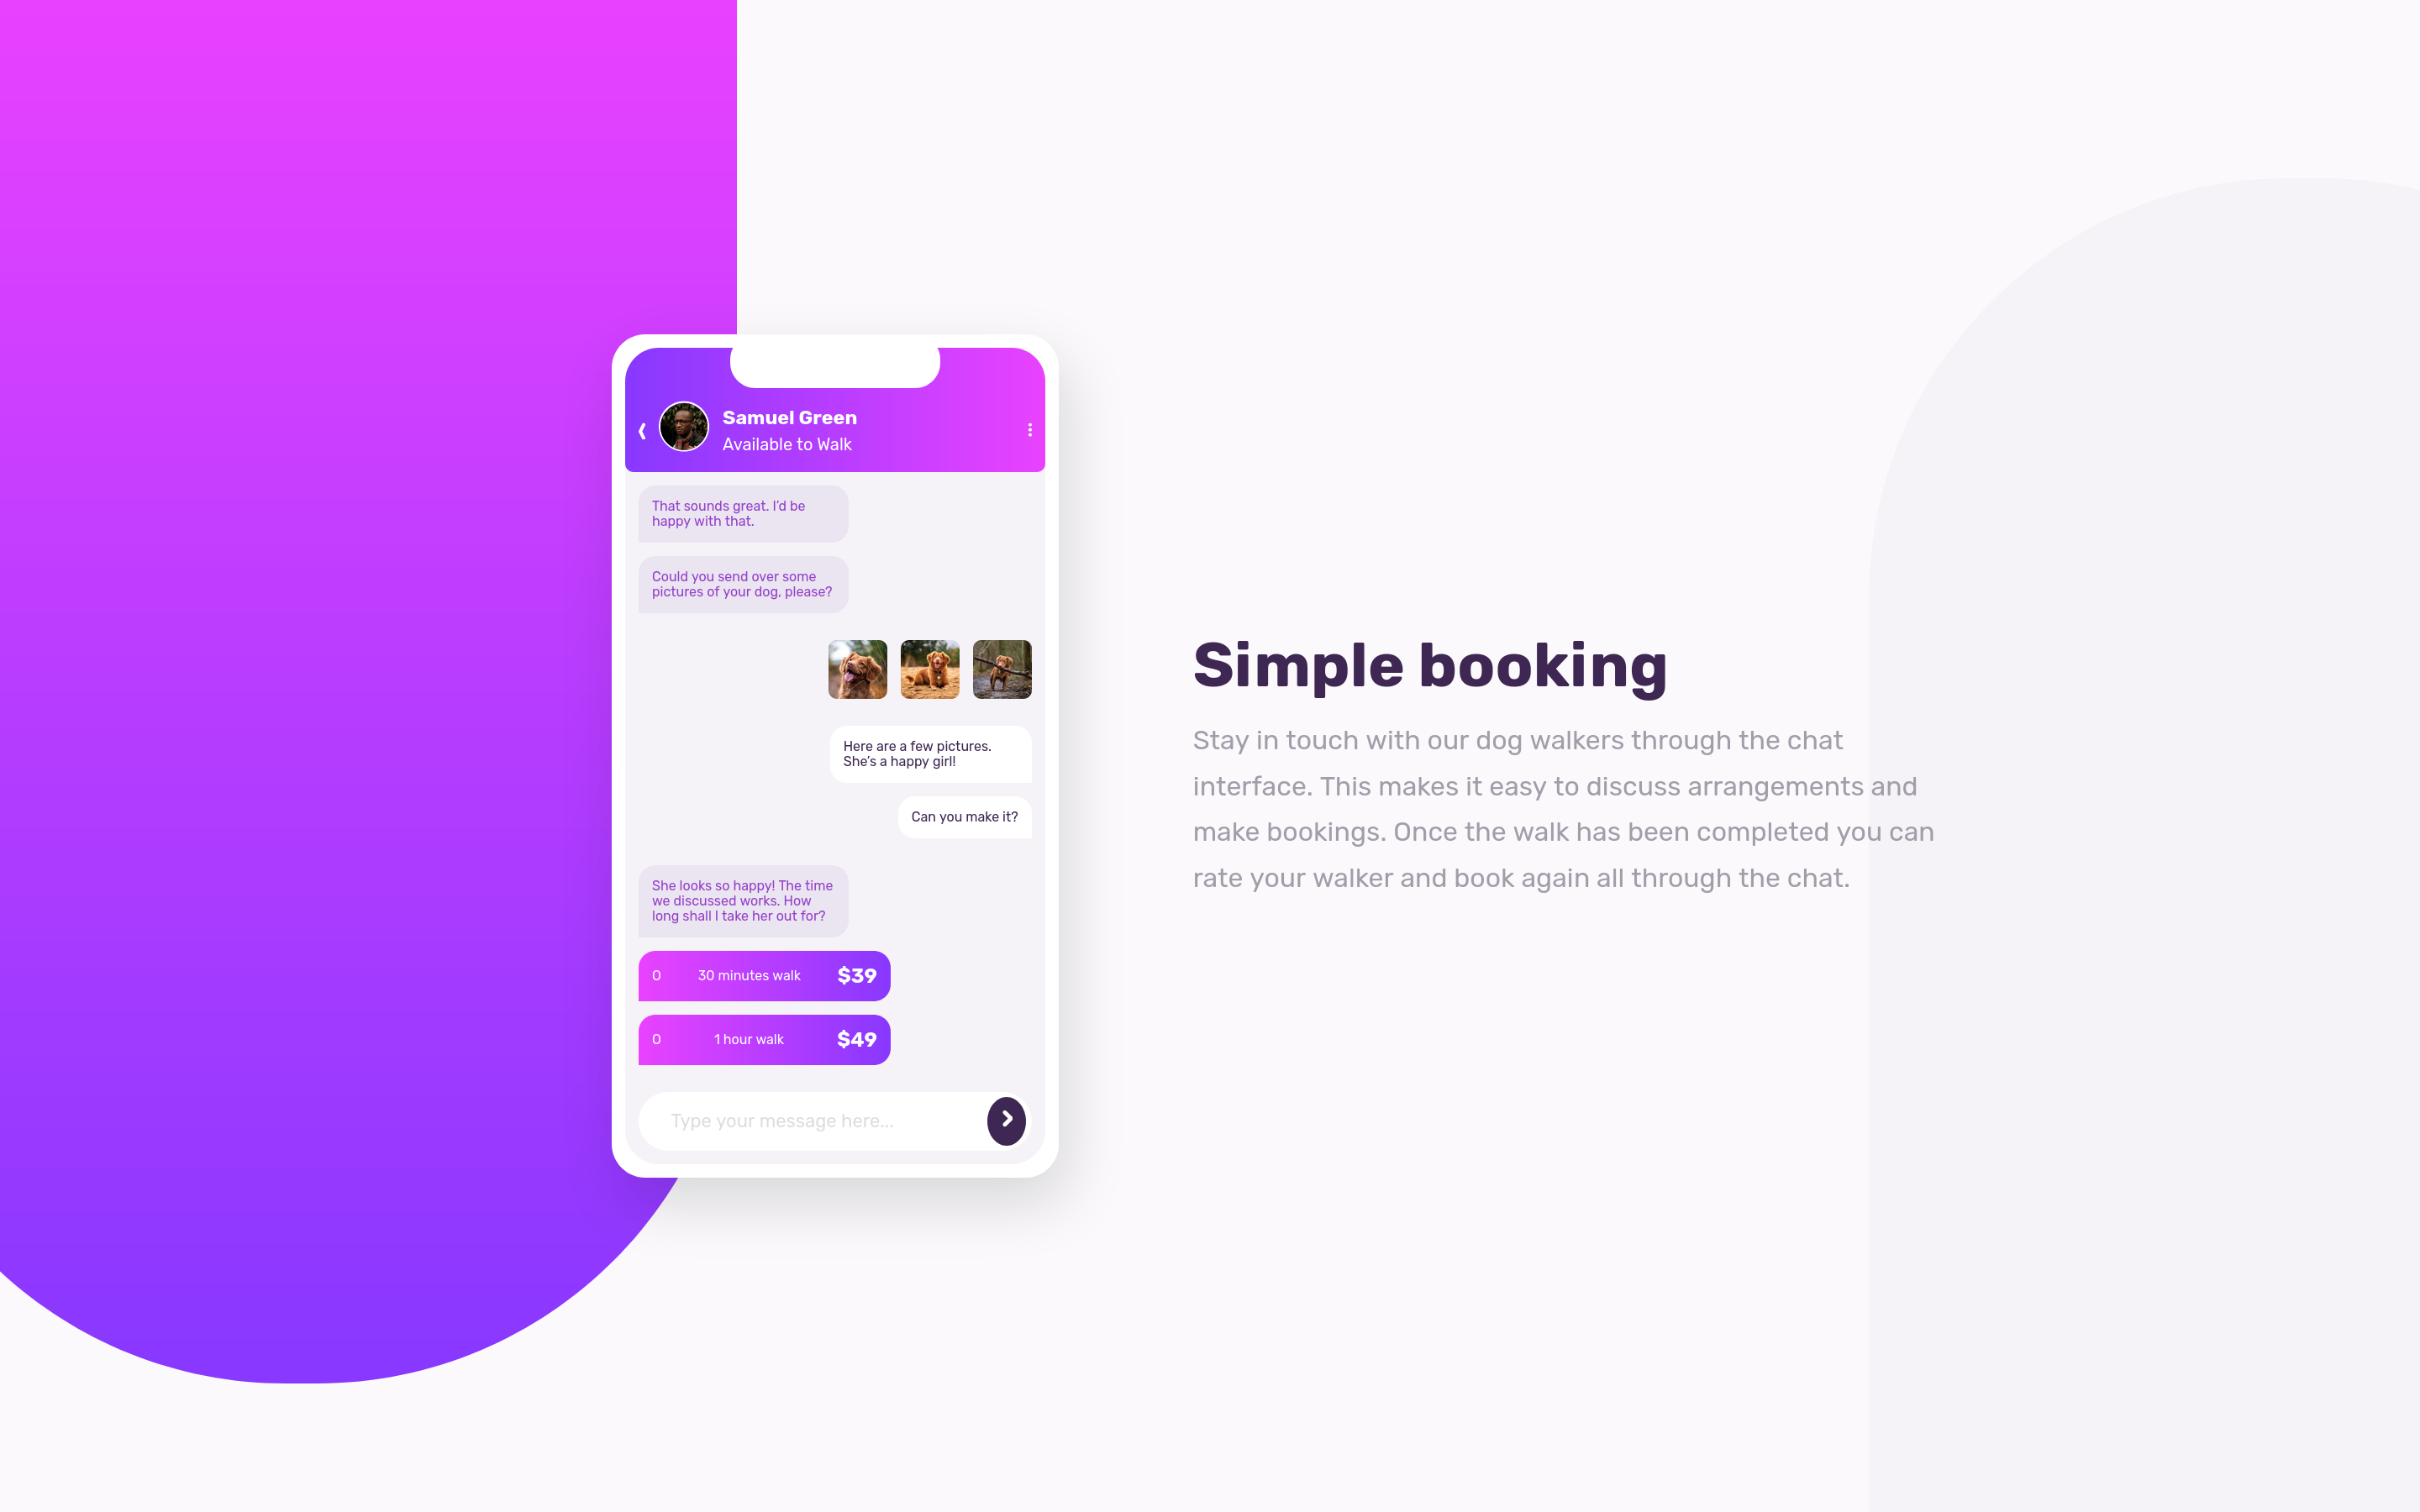 Samuel Green
Available to Walk
That sounds great. I’d be
happy with that.
Could you send over some
pictures of your dog, please?
Here are a few pictures.
She’s a happy girl!
Can you make it?
She looks so happy! The time
we discussed works. How
long shall I take her out for?
O 30 minutes walk $39
O 1 hour walk $49
Type your message here...
Simple booking
Stay in touch with our dog walkers through the chat
interface. This makes it easy to discuss arrangements and
make bookings. Once the walk has been completed you can
rate your walker and book again all through the chat.